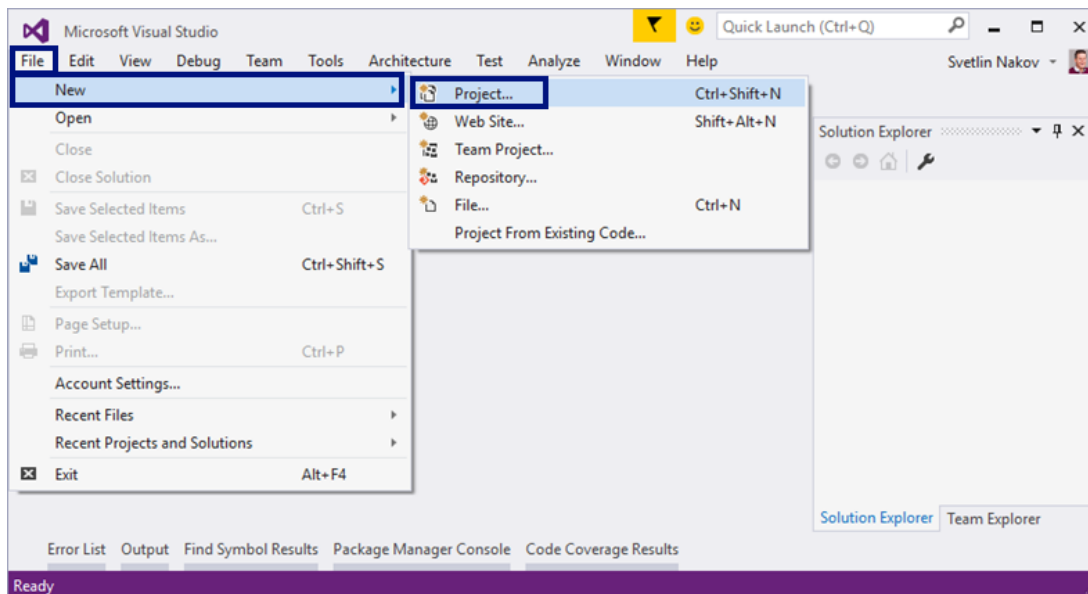 Microsoft Visual Studio Quick Launch (Ctrl+Q)
File Edit View Debug Team Tools Architecture Test Analyze Window Help Svetlin Nakov
New
Open
Close
Close Solution
Save Selected Items Ctrl+S
Save Selected Items As...
Save All Ctrl+Shift+S
Export Template...
Page Setup...
Print... Ctrl+P
Account Settings...
Recent Files
Recent Projects and Solutions
Exit Alt+F4
Project... Ctrl+Shift+N
Web Site... Shift+Alt+N
Team Project...
Repository...
File... Ctrl+N
Project From Existing Code...
Solution Explorer
Solution Explorer Team Explorer
Error List Output Find Symbol Results Package Manager Console Code Coverage Results
Ready